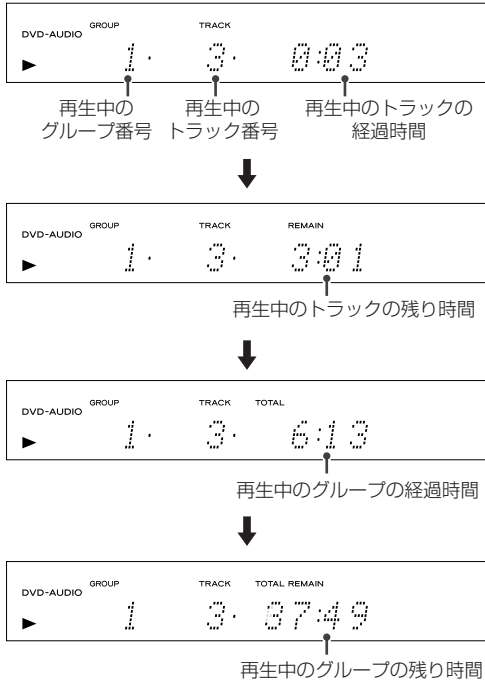 DVD-AUDIO GROUP TRACK
1 · 3 · 0:03
再生中の 再生中の 再生中のトラックの
グループ番号 トラック番号 経過時間
DVD-AUDIO GROUP TRACK REMAIN
1 · 3 · 3:01
再生中のトラックの残り時間
DVD-AUDIO GROUP TRACK TOTAL
1 · 3 · 6:13
再生中のグループの経過時間
DVD-AUDIO GROUP TRACK TOTAL REMAIN
1 3 · 37:49
再生中のグループの残り時間